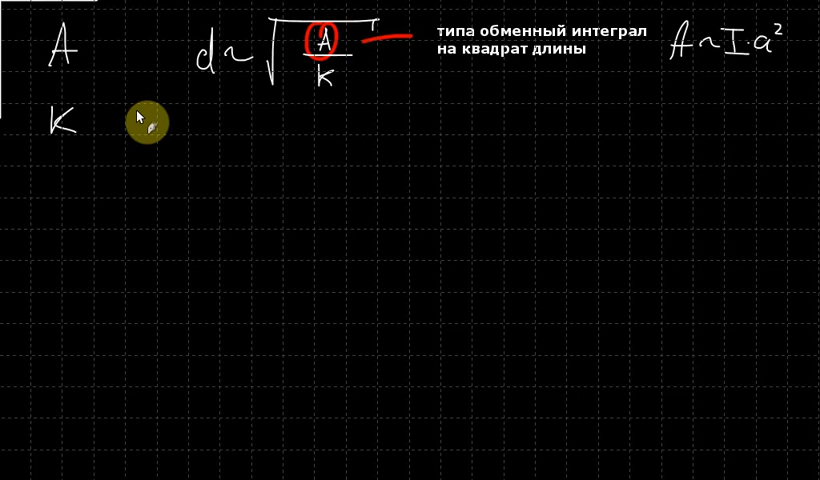 A
d ~ √(A/K)
типа обменный интеграл
на квадрат длины
A ~ I·a²
K